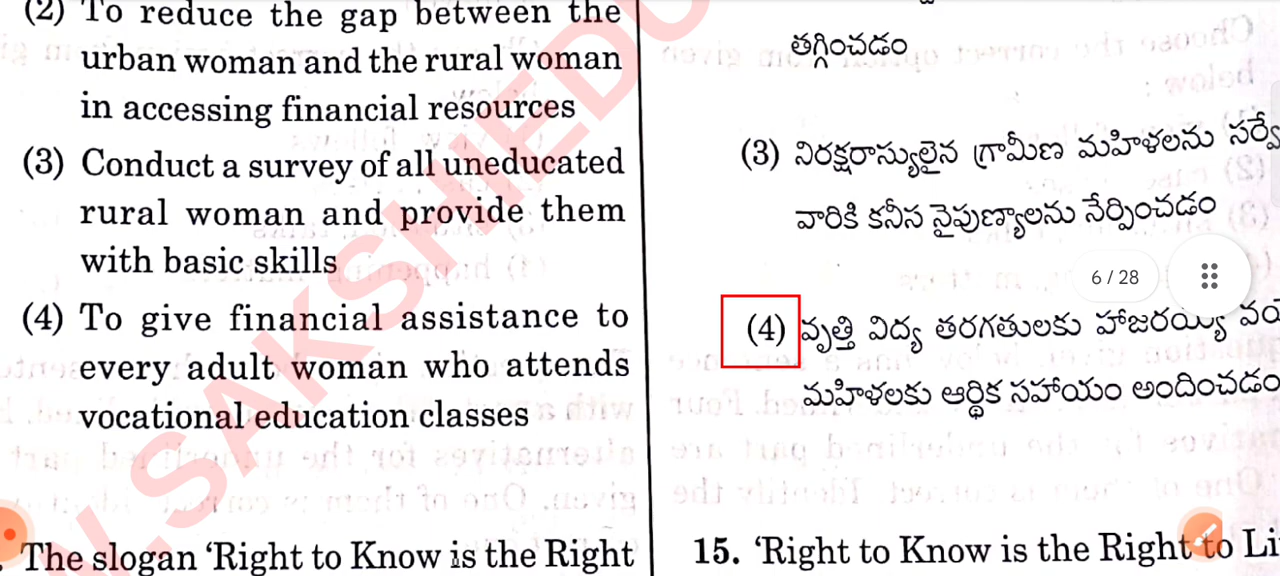 (2) To reduce the gap between the
urban woman and the rural woman
in accessing financial resources
(3) Conduct a survey of all uneducated
rural woman and provide them
with basic skills
(4) To give financial assistance to
every adult woman who attends
vocational education classes
The slogan ‘Right to Know is the Right
తగ్గించడం
(3) నిరక్షరాస్యులైన గ్రామీణ మహిళలను సర్వే
వారికి కనీస నైపుణ్యాలను నేర్పించడం
(4) వృత్తి విద్య తరగతులకు హాజరయ్యే
మహిళలకు ఆర్థిక సహాయం అందించడం
15. ‘Right to Know is the Right to Li
6 / 28
SAKSHIEDU